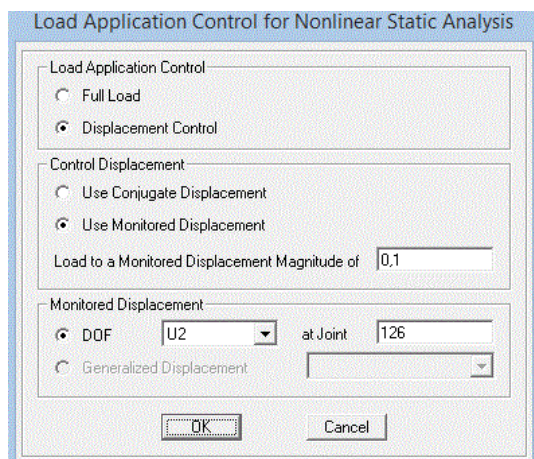 Load Application Control for Nonlinear Static Analysis
Load Application Control
Full Load
Displacement Control
Control Displacement
Use Conjugate Displacement
Use Monitored Displacement
Load to a Monitored Displacement Magnitude of 0,1
Monitored Displacement
DOF U2 at Joint 126
Generalized Displacement
OK Cancel